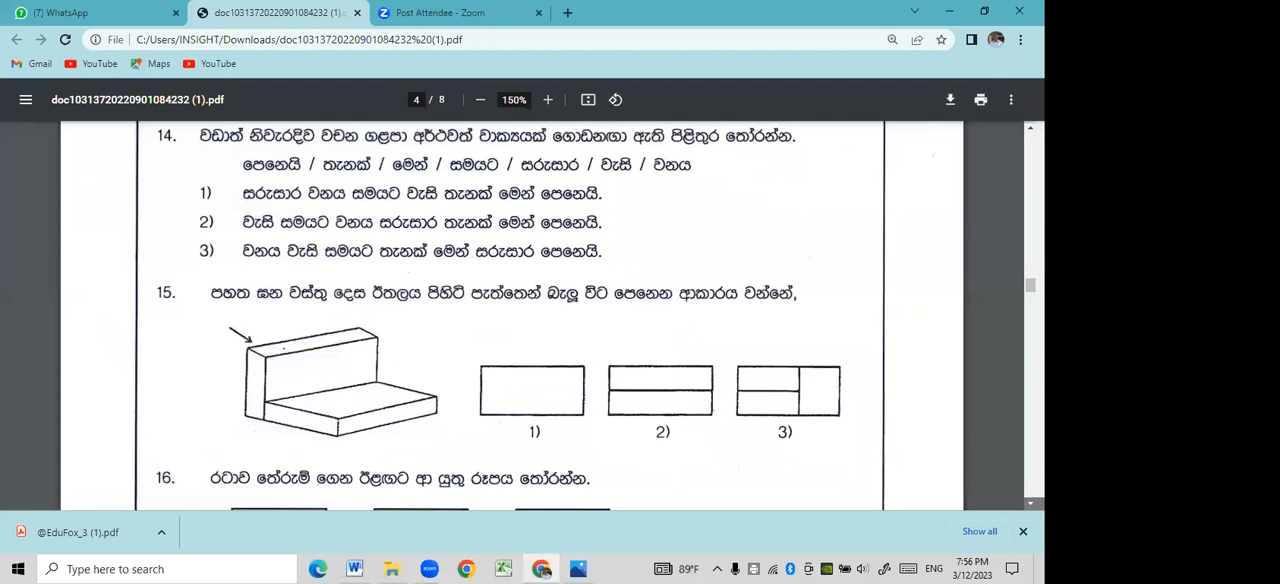 (7) WhatsApp
doc10313720220901084232 (1).
Post Attendee - Zoom
File
C:/Users/INSIGHT/Downloads/doc10313720220901084232%20(1).pdf
Gmail
YouTube
Maps
YouTube
doc10313720220901084232 (1).pdf
4 / 8
150%
14. වඩාත් නිවැරදිව වචන ගළපා අර්ථවත් වාක්‍යයක් ගොඩනඟා ඇති පිළිතුර තෝරන්න.
පෙනෙයි / තැනක් / මෙන් / සමයට / සරුසාර / වැසි / වනය
1) සරුසාර වනය සමයට වැසි තැනක් මෙන් පෙනෙයි.
2) වැසි සමයට වනය සරුසාර තැනක් මෙන් පෙනෙයි.
3) වනය වැසි සමයට තැනක් මෙන් සරුසාර පෙනෙයි.
15. පහත ඝන වස්තු දෙස ඊතලය පිහිටි පැත්තෙන් බැලූ විට පෙනෙන ආකාරය වන්නේ,
1)
2)
3)
16. රටාව තේරුම් ගෙන ඊළඟට ආ යුතු රූපය තෝරන්න.
@EduFox_3 (1).pdf
Show all
Type here to search
89°F
ENG
7:56 PM
3/12/2023